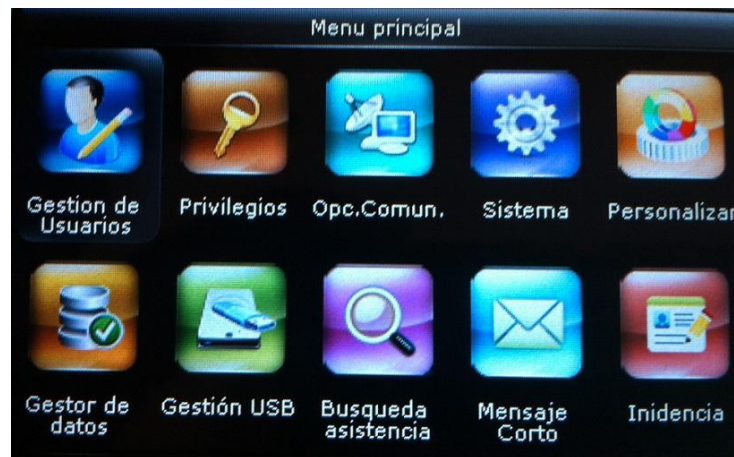 Menu principal
Gestion de
Usuarios
Privilegios
Opc.Comun.
Sistema
Personalizar
Gestor de
datos
Gestión USB
Busqueda
asistencia
Mensaje
Corto
Inidencia